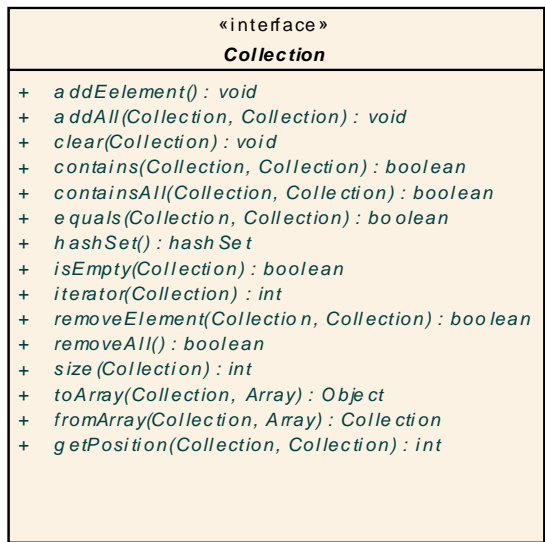 «interface»
Collection
+ addEelement() : void
+ addAll(Collection, Collection) : void
+ clear(Collection) : void
+ contains(Collection, Collection) : boolean
+ containsAll(Collection, Collection) : boolean
+ equals(Collection, Collection) : boolean
+ hashSet() : hashSet
+ isEmpty(Collection) : boolean
+ iterator(Collection) : int
+ removeElement(Collection, Collection) : boolean
+ removeAll() : boolean
+ size(Collection) : int
+ toArray(Collection, Array) : Object
+ fromArray(Collection, Array) : Collection
+ getPosition(Collection, Collection) : int